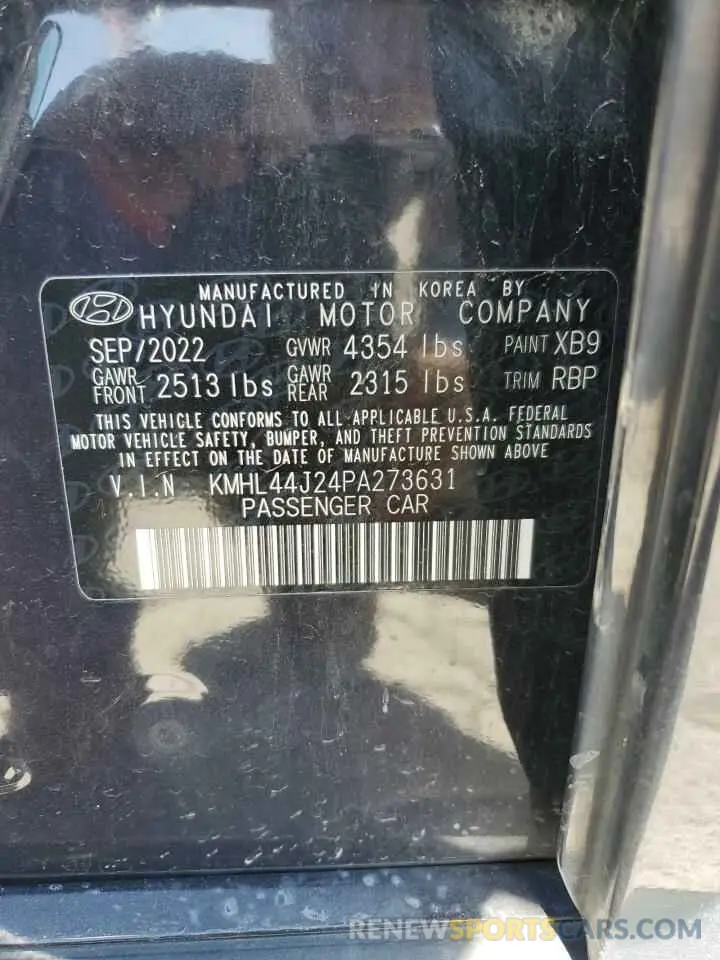 MANUFACTURED IN KOREA BY
HYUNDAI MOTOR COMPANY
SEP/2022 GVWR 4354 lbs PAINT XB9
GAWR FRONT 2513 lbs GAWR REAR 2315 lbs TRIM RBP
THIS VEHICLE CONFORMS TO ALL APPLICABLE U.S.A. FEDERAL
MOTOR VEHICLE SAFETY, BUMPER, AND THEFT PREVENTION STANDARDS
IN EFFECT ON THE DATE OF MANUFACTURE SHOWN ABOVE
V.I.N KMHL44J24PA273631
PASSENGER CAR
RENEWSPORTSCARS.COM